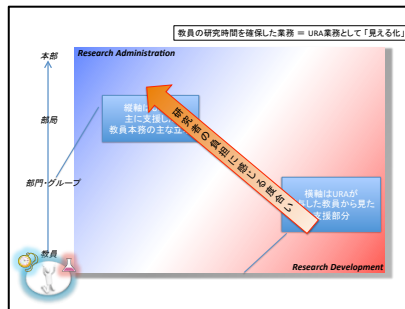 教員の研究時間を確保した業務 = URA業務として「見える化」
本部
Research Administration
部局
縦軸は
主に支援した
教員本務の主な立
研究者の負担に感じる度合い
部門・グループ
横軸はURAが
した教員から見た
支援部分
教員
Research Development